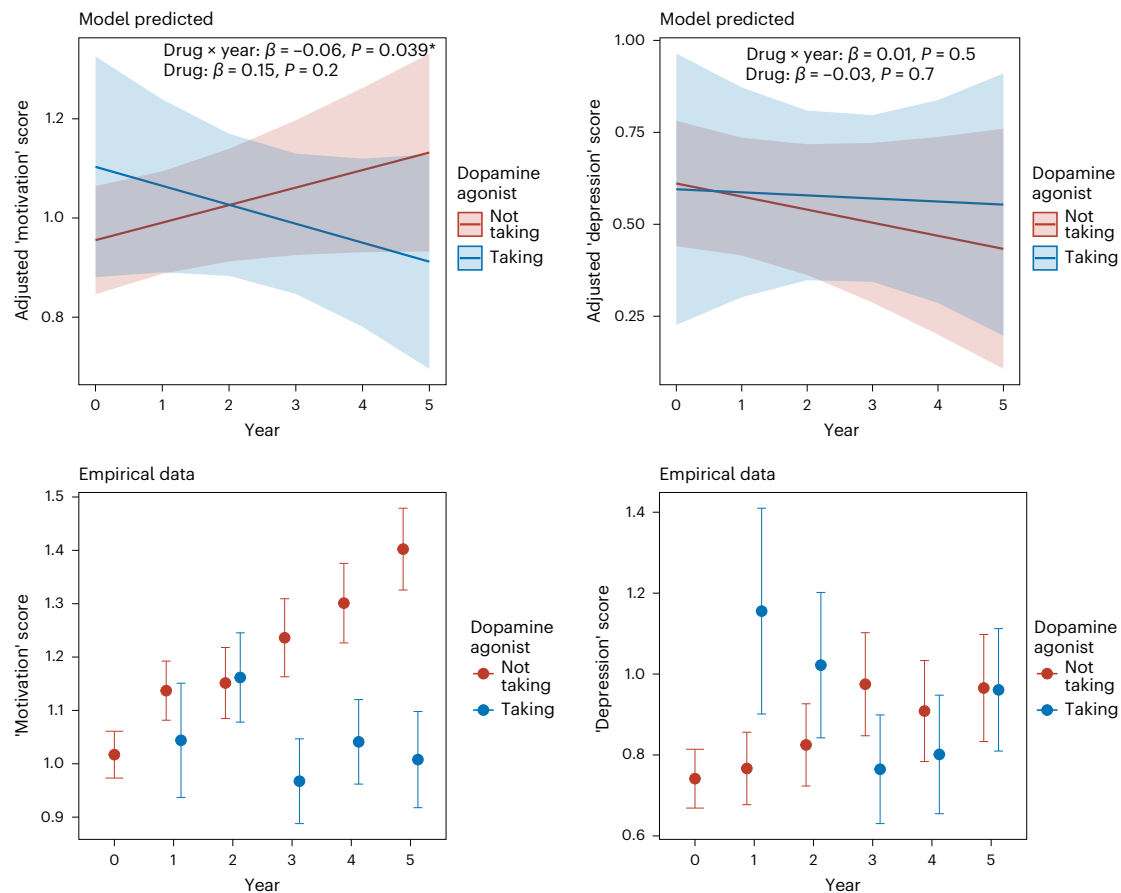 Model predicted
Drug × year: β = –0.06, P = 0.039*
Drug: β = 0.15, P = 0.2
Adjusted 'motivation' score
1.2
1.0
0.8
0
1
2
3
4
5
Year
Dopamine
agonist
Not
taking
Taking
Model predicted
Drug × year: β = 0.01, P = 0.5
Drug: β = –0.03, P = 0.7
Adjusted 'depression' score
1.00
0.75
0.50
0.25
0
1
2
3
4
5
Year
Dopamine
agonist
Not
taking
Taking
Empirical data
'Motivation' score
1.5
1.4
1.3
1.2
1.1
1.0
0.9
0
1
2
3
4
5
Year
Dopamine
agonist
Not
taking
Taking
Empirical data
'Depression' score
1.4
1.2
1.0
0.8
0.6
0
1
2
3
4
5
Year
Dopamine
agonist
Not
taking
Taking